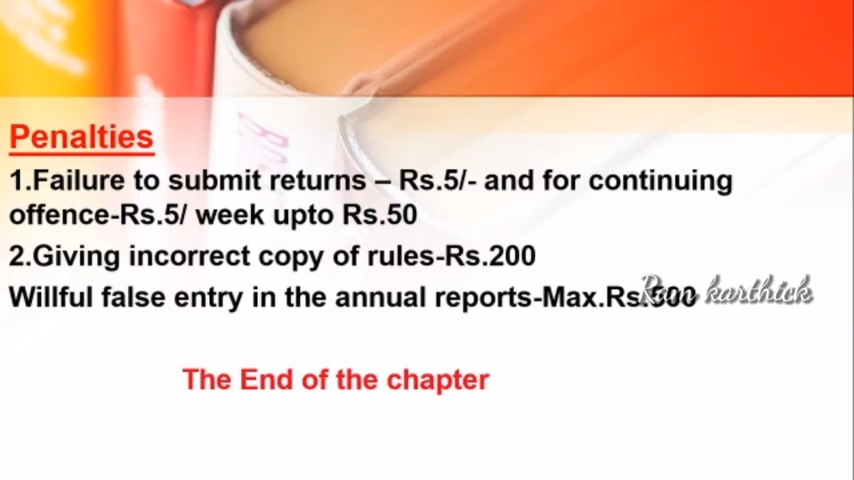 Penalties
1.Failure to submit returns – Rs.5/- and for continuing
offence-Rs.5/ week upto Rs.50
2.Giving incorrect copy of rules-Rs.200
Willful false entry in the annual reports-Max.Rs.500
Ram karthick
The End of the chapter